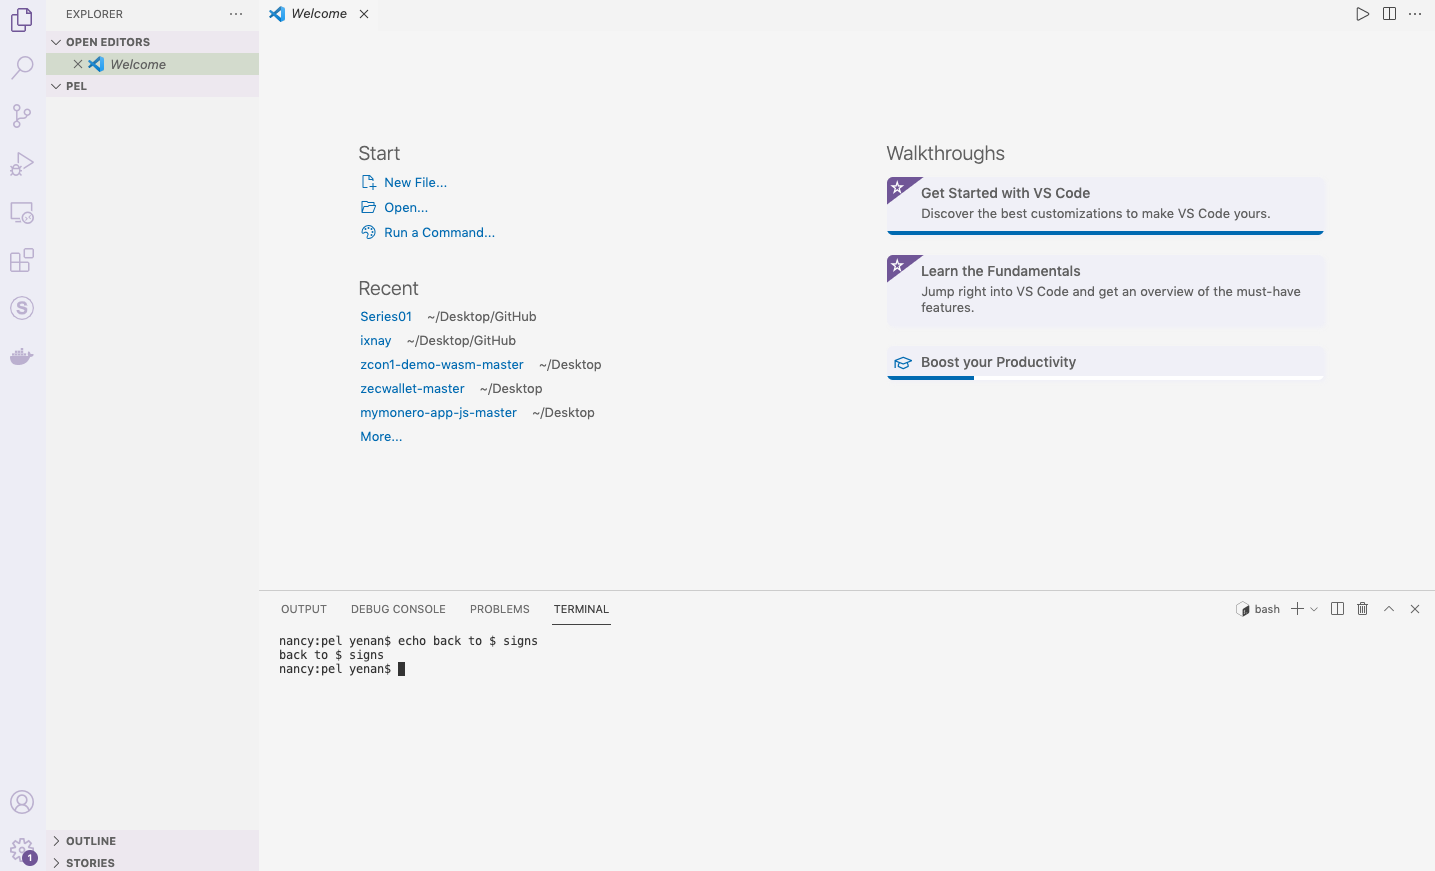 EXPLORER
OPEN EDITORS
Welcome
PEL
OUTLINE
STORIES
1
Welcome
Start
New File...
Open...
Run a Command...
Recent
Series01 ~/Desktop/GitHub
ixnay ~/Desktop/GitHub
zcon1-demo-wasm-master ~/Desktop
zecwallet-master ~/Desktop
mymonero-app-js-master ~/Desktop
More...
Walkthroughs
Get Started with VS Code
Discover the best customizations to make VS Code yours.
Learn the Fundamentals
Jump right into VS Code and get an overview of the must-have
features.
Boost your Productivity
OUTPUT DEBUG CONSOLE PROBLEMS TERMINAL bash
nancy:pel yenan$ echo back to $ signs
back to $ signs
nancy:pel yenan$